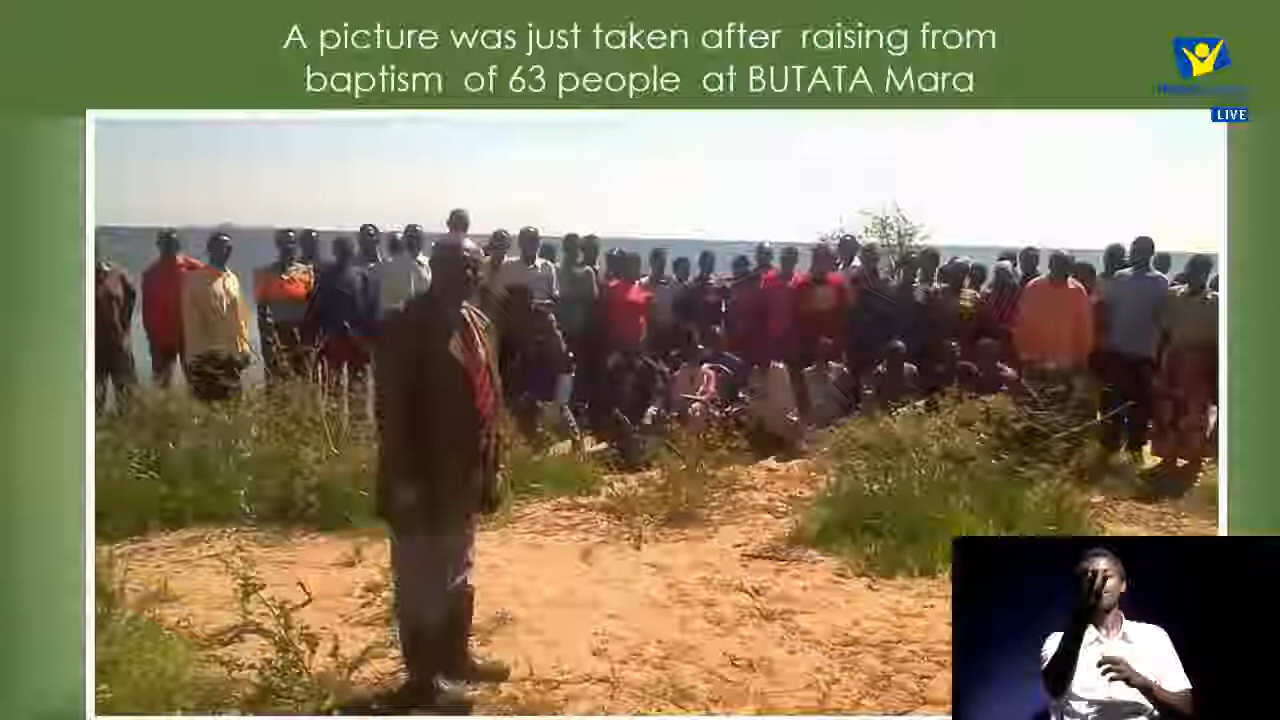 A picture was just taken after raising from
baptism of 63 people at BUTATA Mara
LIVE